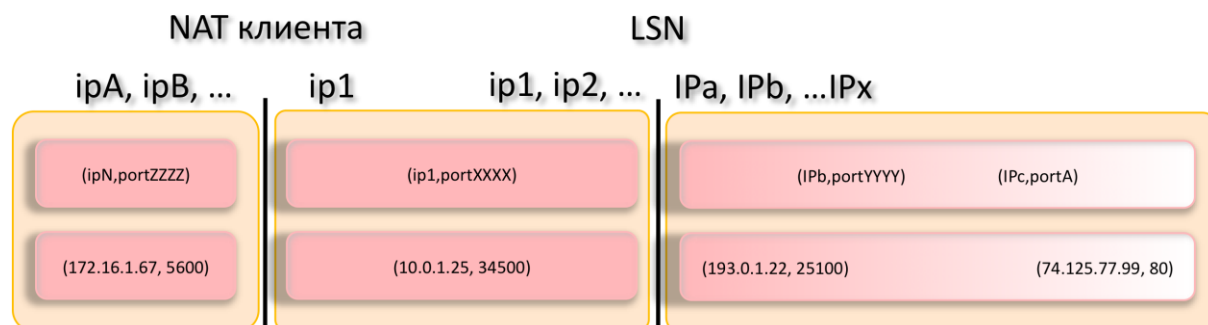 NAT клиента LSN
ipA, ipB, ... ip1 ip1, ip2, ... IPa, IPb, ...IPx
(ipN,portZZZZ) (ip1,portXXXX) (IPb,portYYYY) (IPc,portA)
(172.16.1.67, 5600) (10.0.1.25, 34500) (193.0.1.22, 25100) (74.125.77.99, 80)